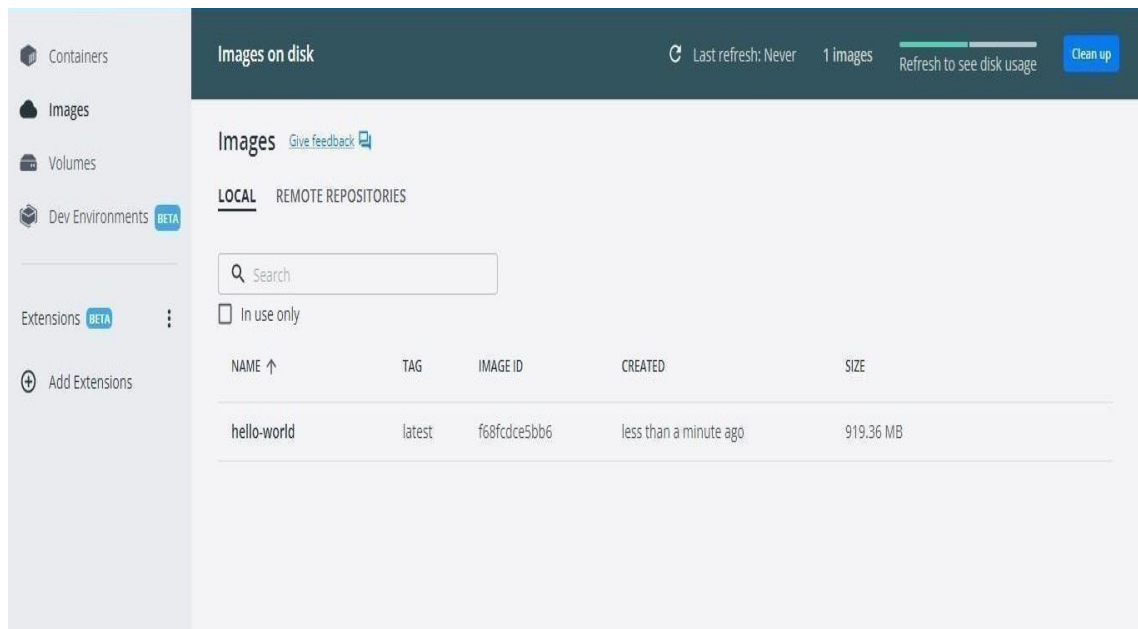 Containers
Images
Volumes
Dev Environments BETA
Extensions BETA
Add Extensions
Images on disk
Last refresh: Never
1 images
Refresh to see disk usage
Clean up
Images Give feedback
LOCAL REMOTE REPOSITORIES
Search
In use only
NAME TAG IMAGE ID CREATED SIZE
hello-world latest f68fcdce5bb6 less than a minute ago 919.36 MB